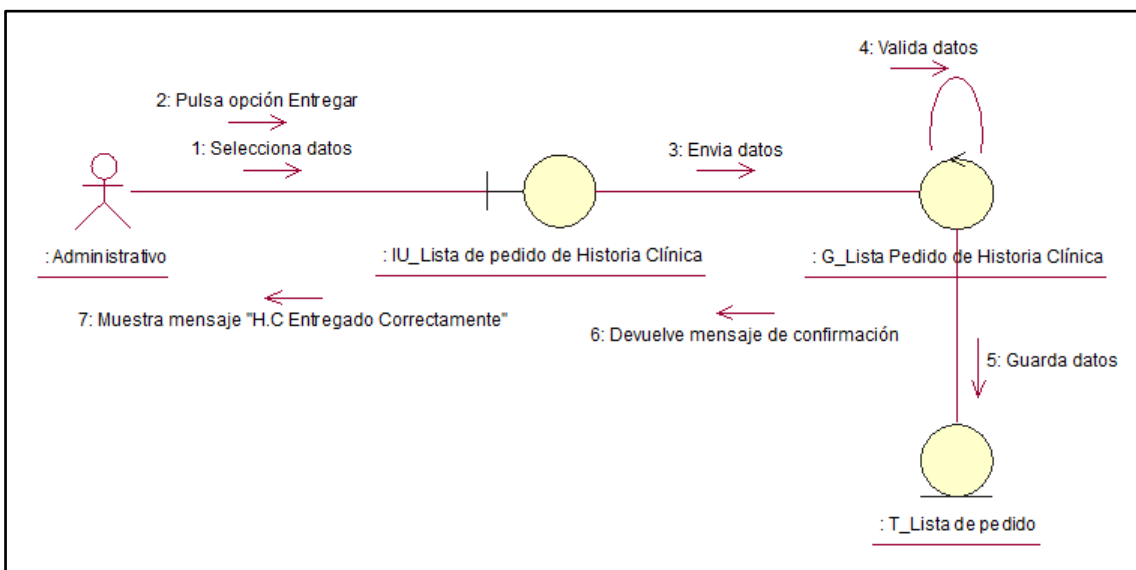 4: Valida datos
2: Pulsa opción Entregar
1: Selecciona datos
3: Envia datos
: Administrativo
: IU_Lista de pedido de Historia Clínica
: G_Lista Pedido de Historia Clínica
7: Muestra mensaje "H.C Entregado Correctamente"
6: Devuelve mensaje de confirmación
5: Guarda datos
: T_Lista de pedido